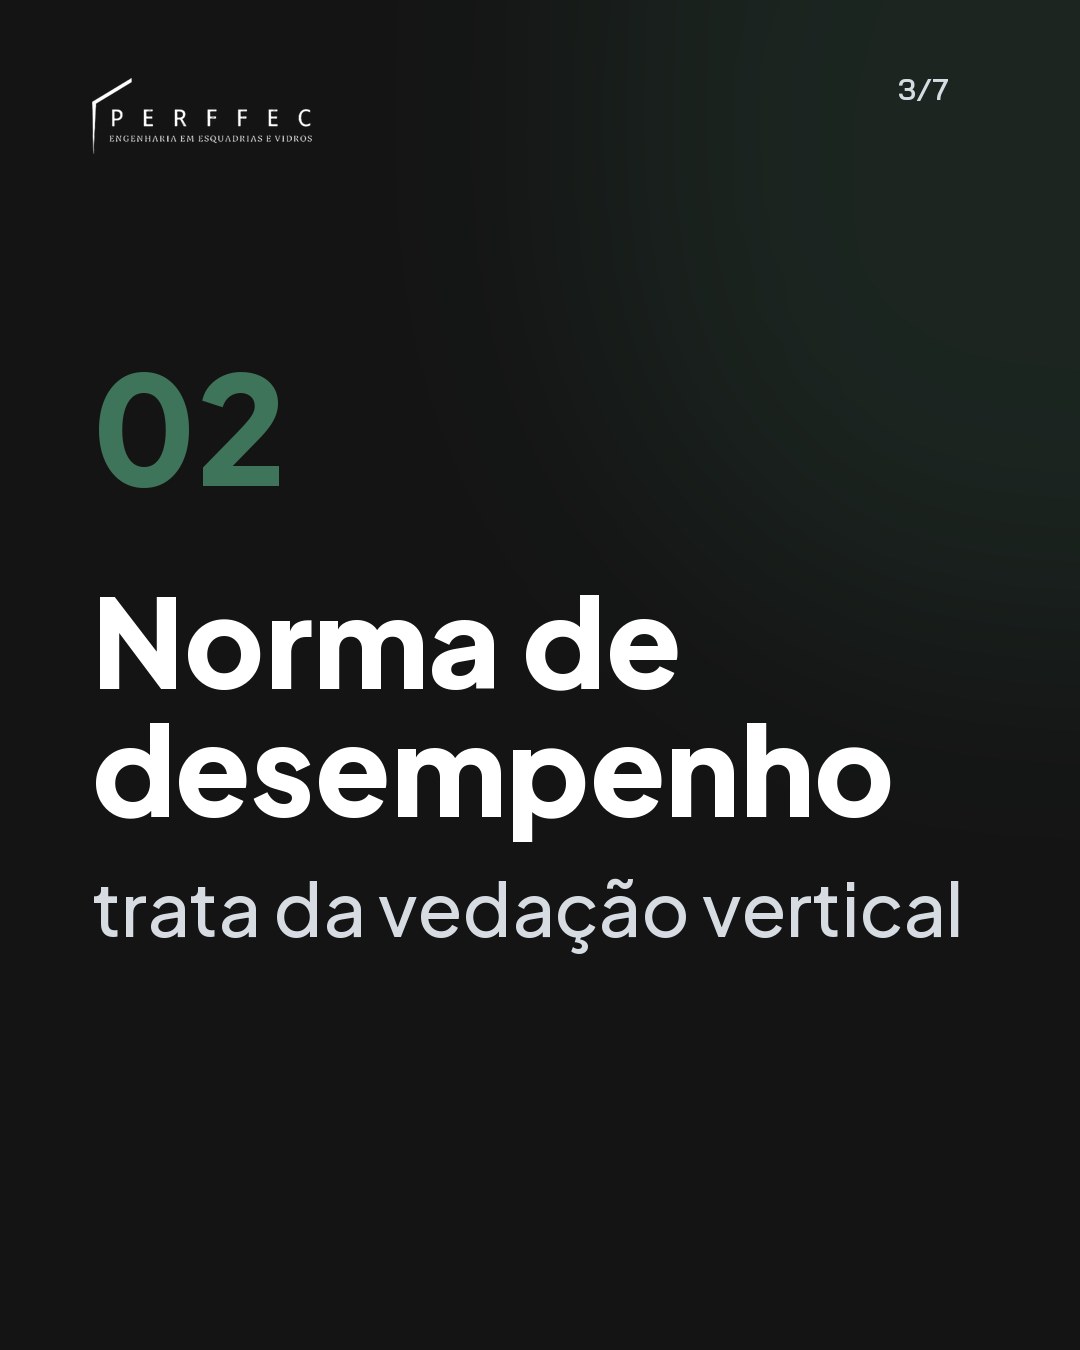 PERFFEC
ENGENHARIA EM ESQUADRIAS E VIDROS
3/7
02
Norma de
desempenho
trata da vedação vertical